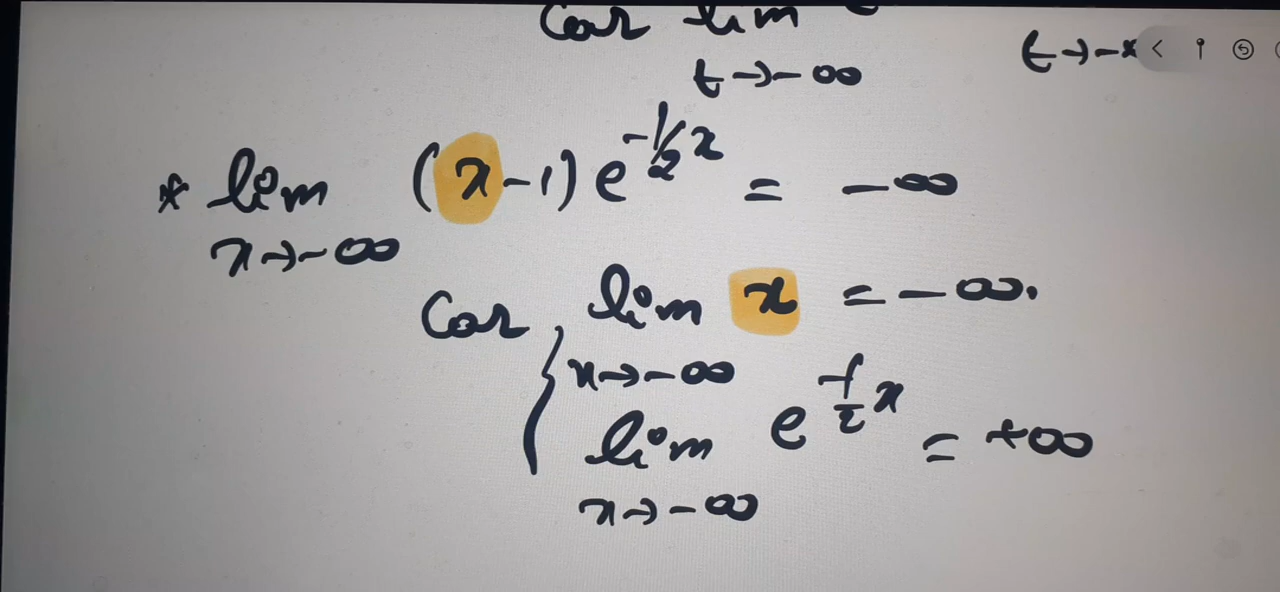 Car lim
t→-∞
t→-
* lim (x-1)e^{-1/2 x} = -∞
x→-∞
Car, lim x = -∞.
x→-∞
lim e^{-1/2 x} = +∞
x→-∞